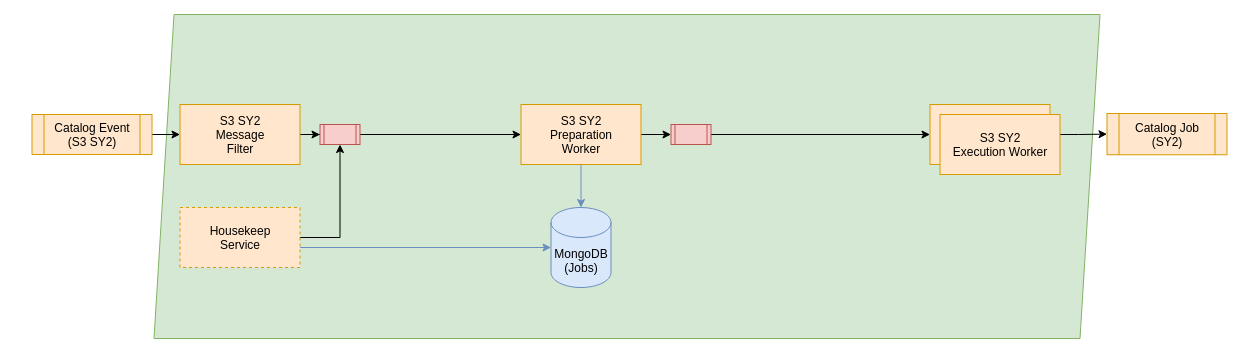 Catalog Event
(S3 SY2)
S3 SY2
Message
Filter
S3 SY2
Preparation
Worker
S3 SY2
Execution Worker
Catalog Job
(SY2)
Housekeep
Service
MongoDB
(Jobs)